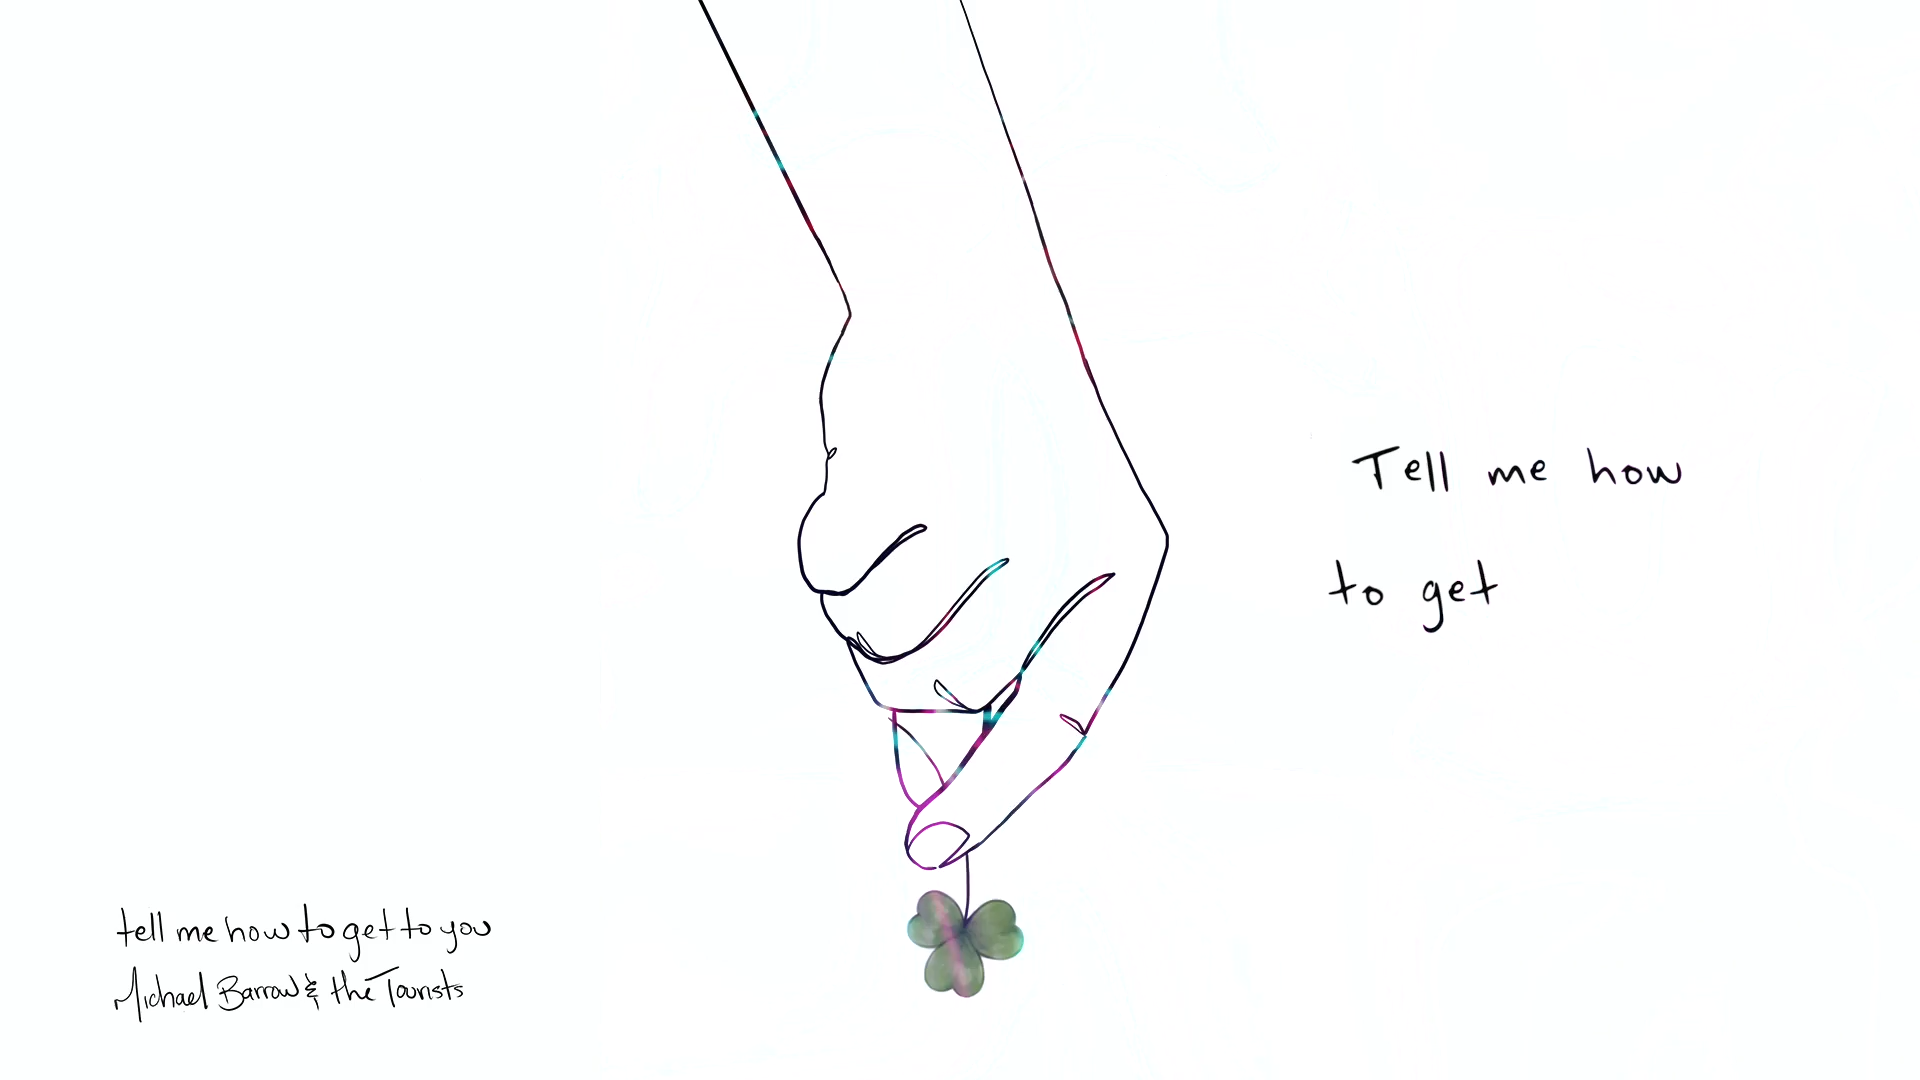 Tell me how
to get
tell me how to get to you
Michael Barrow & the Tourists